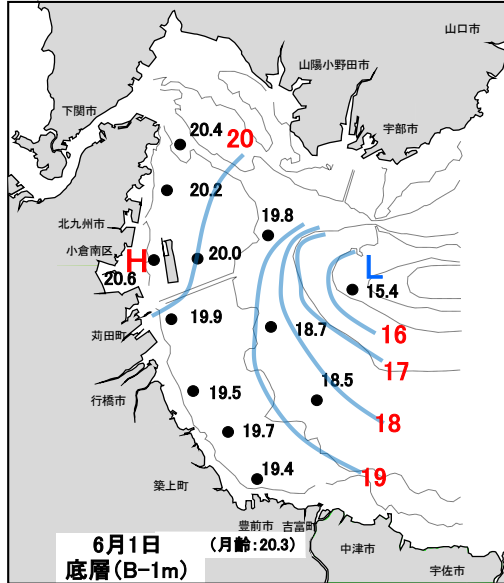 山口市
山陽小野田市
下関市
宇部市
20.4
20
20.2
北九州市
19.8
小倉南区
H
20.0
L
20.6
15.4
19.9
18.7
16
苅田町
17
19.5
18.5
行橋市
18
19.7
19.4
19
築上町
豊前市
吉富町
6月1日
(月齢:20.3)
中津市
底層(B-1m)
宇佐市